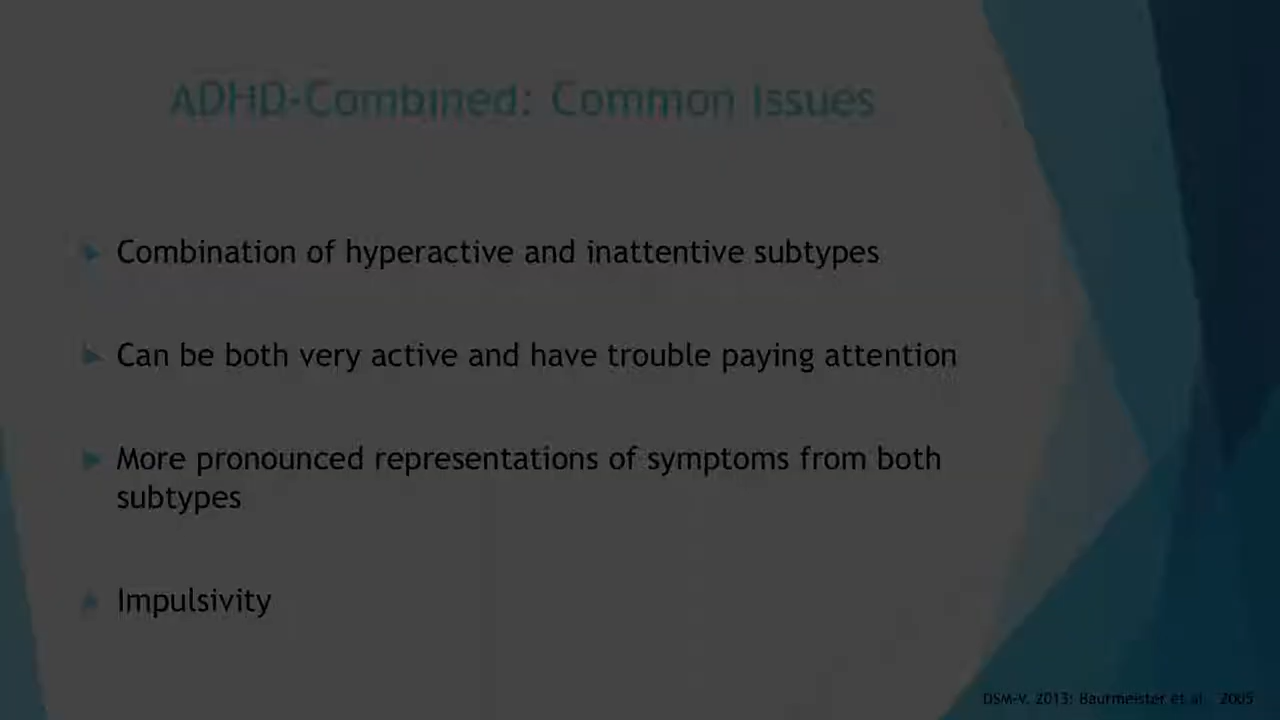 ADHD-Combined: Common Issues
Combination of hyperactive and inattentive subtypes
Can be both very active and have trouble paying attention
More pronounced representations of symptoms from both
subtypes
Impulsivity
DSM-V, 2013; Baurmeister et al., 2005